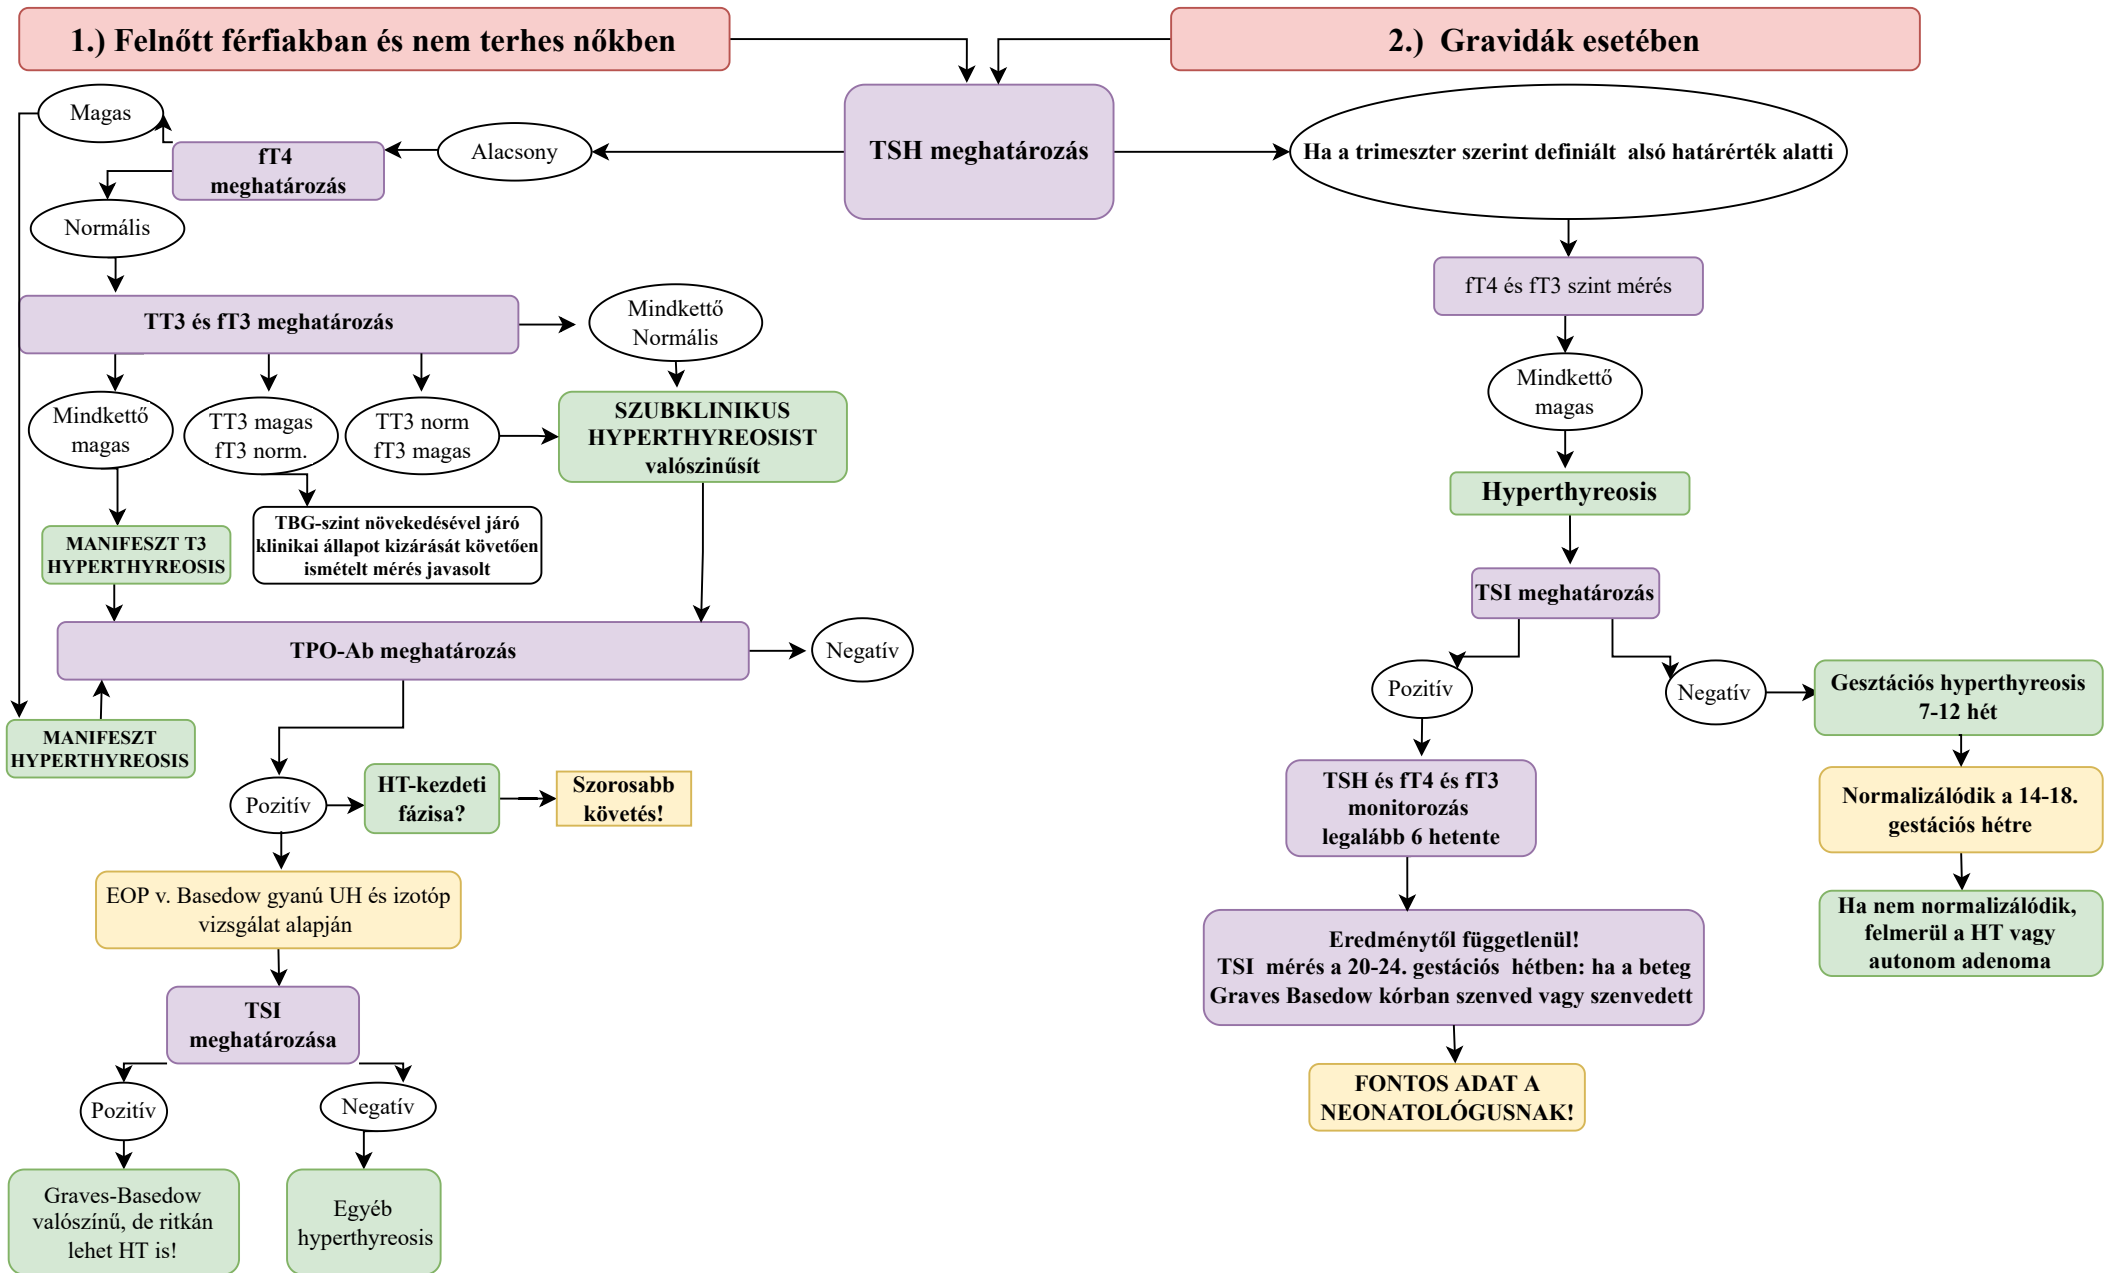 1.) Felnőtt férfiakban és nem terhes nőkben
2.) Gravidák esetében
Magas
Alacsony
TSH meghatározás
Ha a trimeszter szerint definiált alsó határérték alatti
fT4
meghatározás
Normális
fT4 és fT3 szint mérés
TT3 és fT3 meghatározás
Mindkettő
Normális
Mindkettő
magas
TT3 magas
fT3 norm.
TT3 norm
fT3 magas
SZUBKLINIKUS
HYPERTHYREOSIST
valószinűsít
Mindkettő
magas
Hyperthyreosis
TBG-szint növekedésével járó
klinikai állapot kizárását követően
ismételt mérés javasolt
MANIFESZT T3
HYPERTHYREOSIS
TSI meghatározás
TPO-Ab meghatározás
Negatív
Pozitív
Negatív
Gesztációs hyperthyreosis
7-12 hét
MANIFESZT
HYPERTHYREOSIS
Pozitív
HT-kezdeti
fázisa?
Szorosabb
követés!
TSH és fT4 és fT3
monitorozás
legalább 6 hetente
Normalizálódik a 14-18.
gestációs hétre
EOP v. Basedow gyanú UH és izotóp
vizsgálat alapján
Eredménytől függetlenül!
TSI mérés a 20-24. gestációs hétben: ha a beteg
Graves Basedow kórban szenved vagy szenvedett
Ha nem normalizálódik,
felmerül a HT vagy
autonom adenoma
TSI
meghatározása
FONTOS ADAT A
NEONATOLÓGUSNAK!
Pozitív
Negatív
Graves-Basedow
valószínű, de ritkán
lehet HT is!
Egyéb
hyperthyreosis